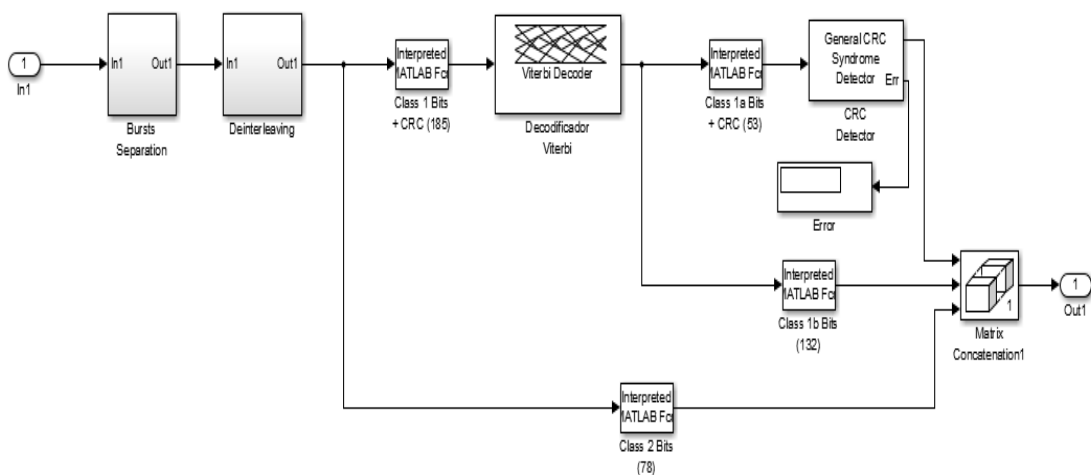 1
In1
In1
Out1
Bursts
Separation
In1
Out1
Deinterleaving
Interpreted
MATLAB Fcn
Class 1 Bits
+ CRC (185)
Viterbi Decoder
Decodificador
Viterbi
Interpreted
MATLAB Fcn
Class 1a Bits
+ CRC (53)
General CRC
Syndrome
Detector
Err
CRC
Detector
Error
Interpreted
MATLAB Fcn
Class 1b Bits
(132)
1
Matrix
Concatenation1
1
Out1
Interpreted
MATLAB Fcn
Class 2 Bits
(78)